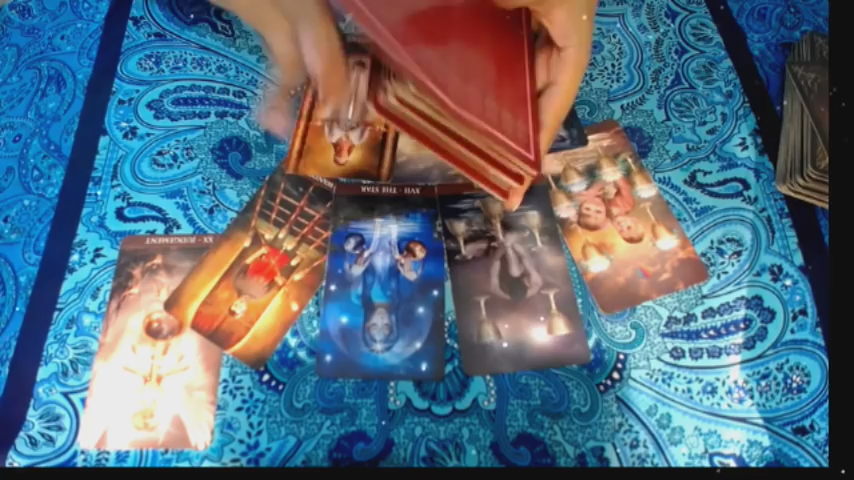 XVII - THE STAR
XX - JUDGEMENT